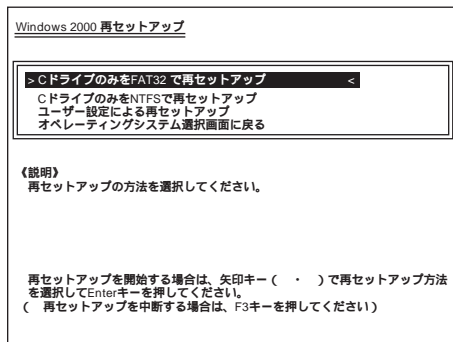 Windows 2000 再セットアップ
> CドライブのみをFAT32 で再セットアップ <
CドライブのみをNTFSで再セットアップ
ユーザー設定による再セットアップ
オペレーティングシステム選択画面に戻る
《説明》
再セットアップの方法を選択してください。
再セットアップを開始する場合は、矢印キー（ ・ ）で再セットアップ方法
を選択してEnterキーを押してください。
（ 再セットアップを中断する場合は、F3キーを押してください）